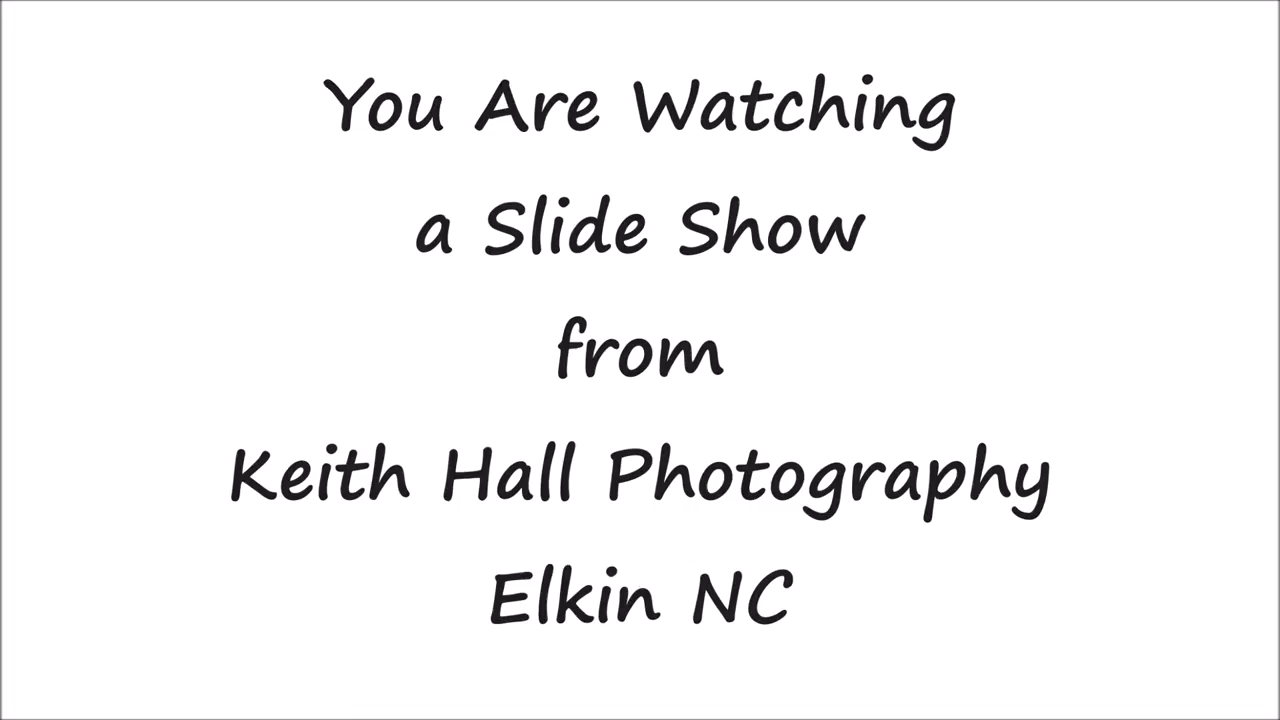 You Are Watching
a Slide Show
from
Keith Hall Photography
Elkin NC